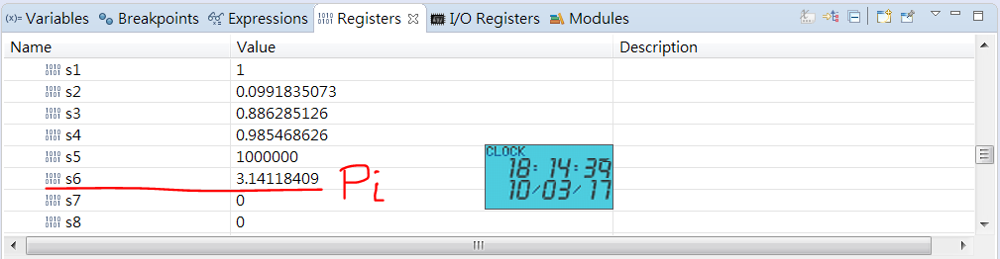 (x)= Variables Breakpoints Expressions Registers I/O Registers Modules
Name Value Description
s1 1
s2 0.0991835073
s3 0.886285126
s4 0.985468626
s5 1000000
s6 3.14118409 Pi
s7 0
s8 0
CLOCK
18:14:39
10/03/17